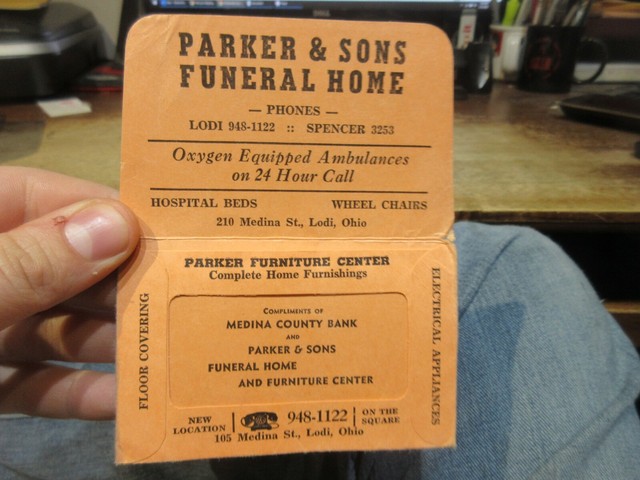 PARKER & SONS
FUNERAL HOME
— PHONES —
LODI 948-1122 :: SPENCER 3253
Oxygen Equipped Ambulances
on 24 Hour Call
HOSPITAL BEDS WHEEL CHAIRS
210 Medina St., Lodi, Ohio
PARKER FURNITURE CENTER
Complete Home Furnishings
FLOOR COVERING
COMPLIMENTS OF
MEDINA COUNTY BANK
AND
PARKER & SONS
FUNERAL HOME
AND FURNITURE CENTER
ELECTRICAL APPLIANCES
NEW
LOCATION
948-1122
ON THE
SQUARE
105 Medina St., Lodi, Ohio